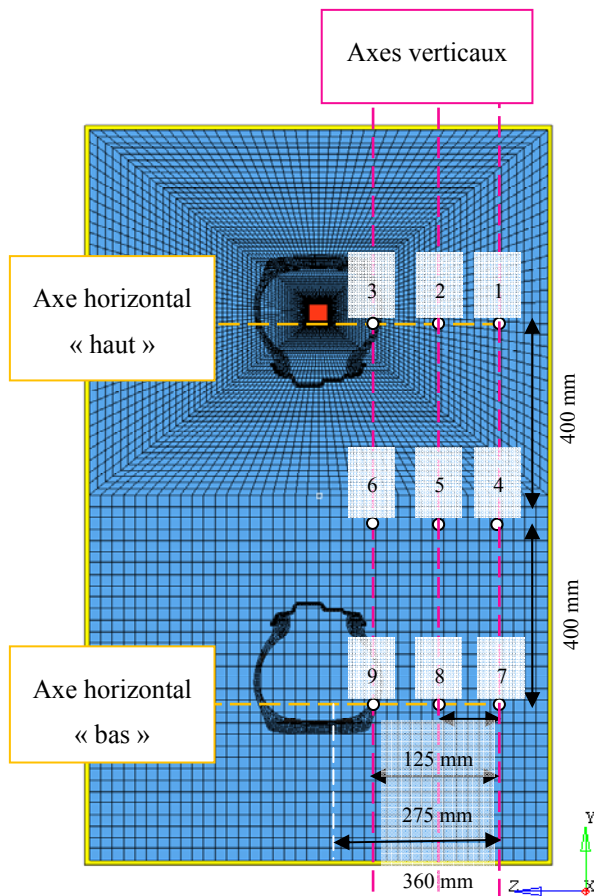 Axes verticaux
Axe horizontal
« haut »
3
2
1
400 mm
6
5
4
400 mm
Axe horizontal
« bas »
9
8
7
125 mm
275 mm
360 mm
Y
Z
X